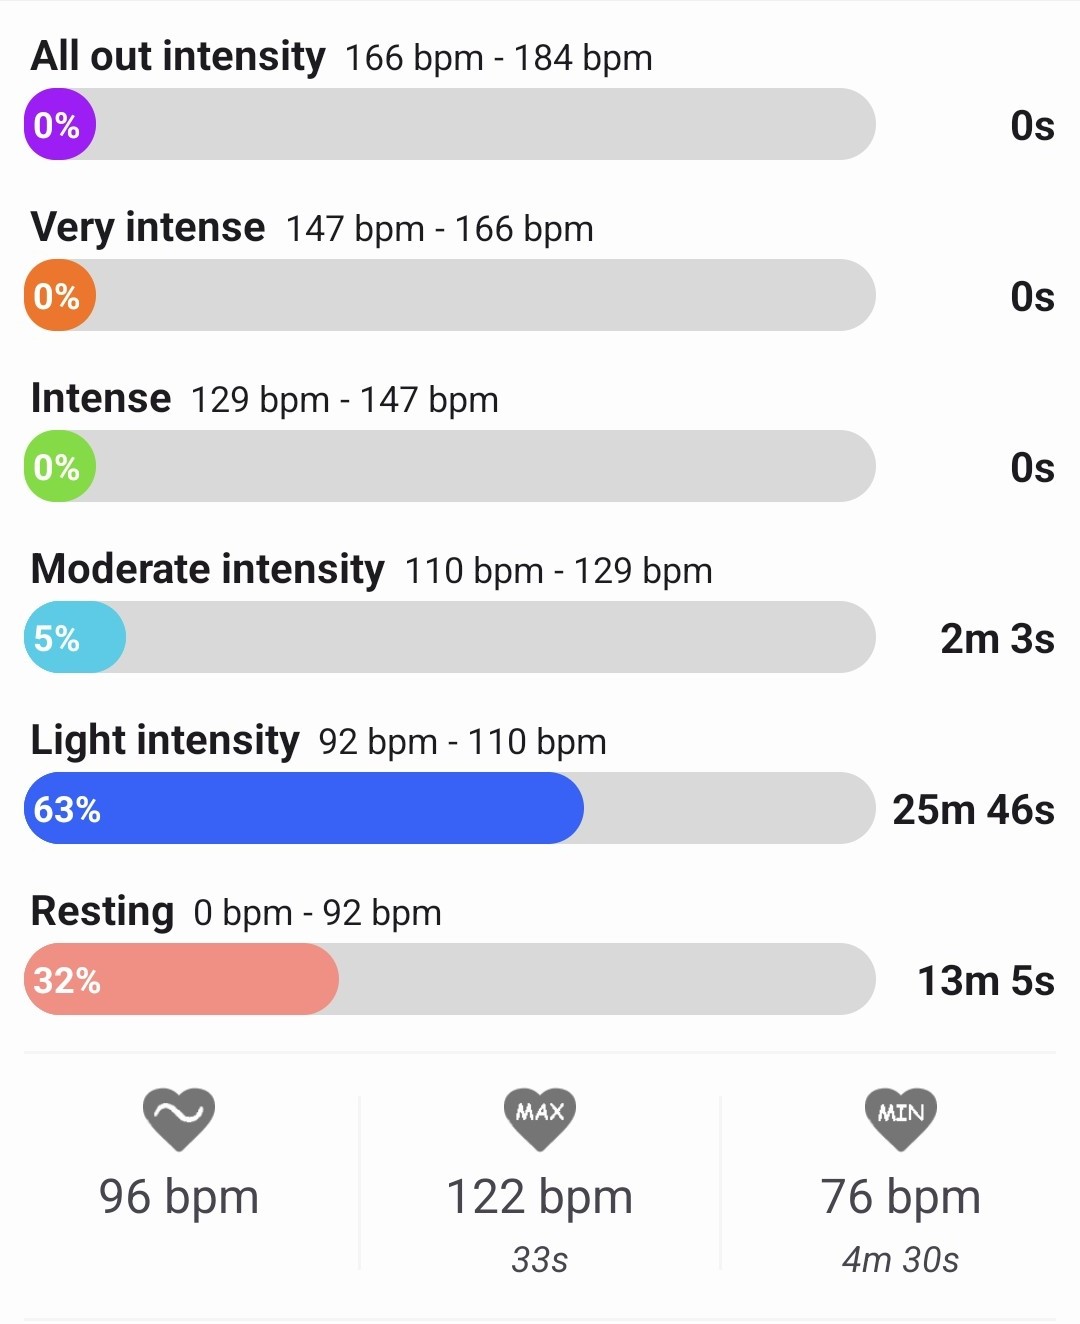 All out intensity 166 bpm - 184 bpm
0% 0s
Very intense 147 bpm - 166 bpm
0% 0s
Intense 129 bpm - 147 bpm
0% 0s
Moderate intensity 110 bpm - 129 bpm
5% 2m 3s
Light intensity 92 bpm - 110 bpm
63% 25m 46s
Resting 0 bpm - 92 bpm
32% 13m 5s
MAX MIN
96 bpm 122 bpm 76 bpm
33s 4m 30s